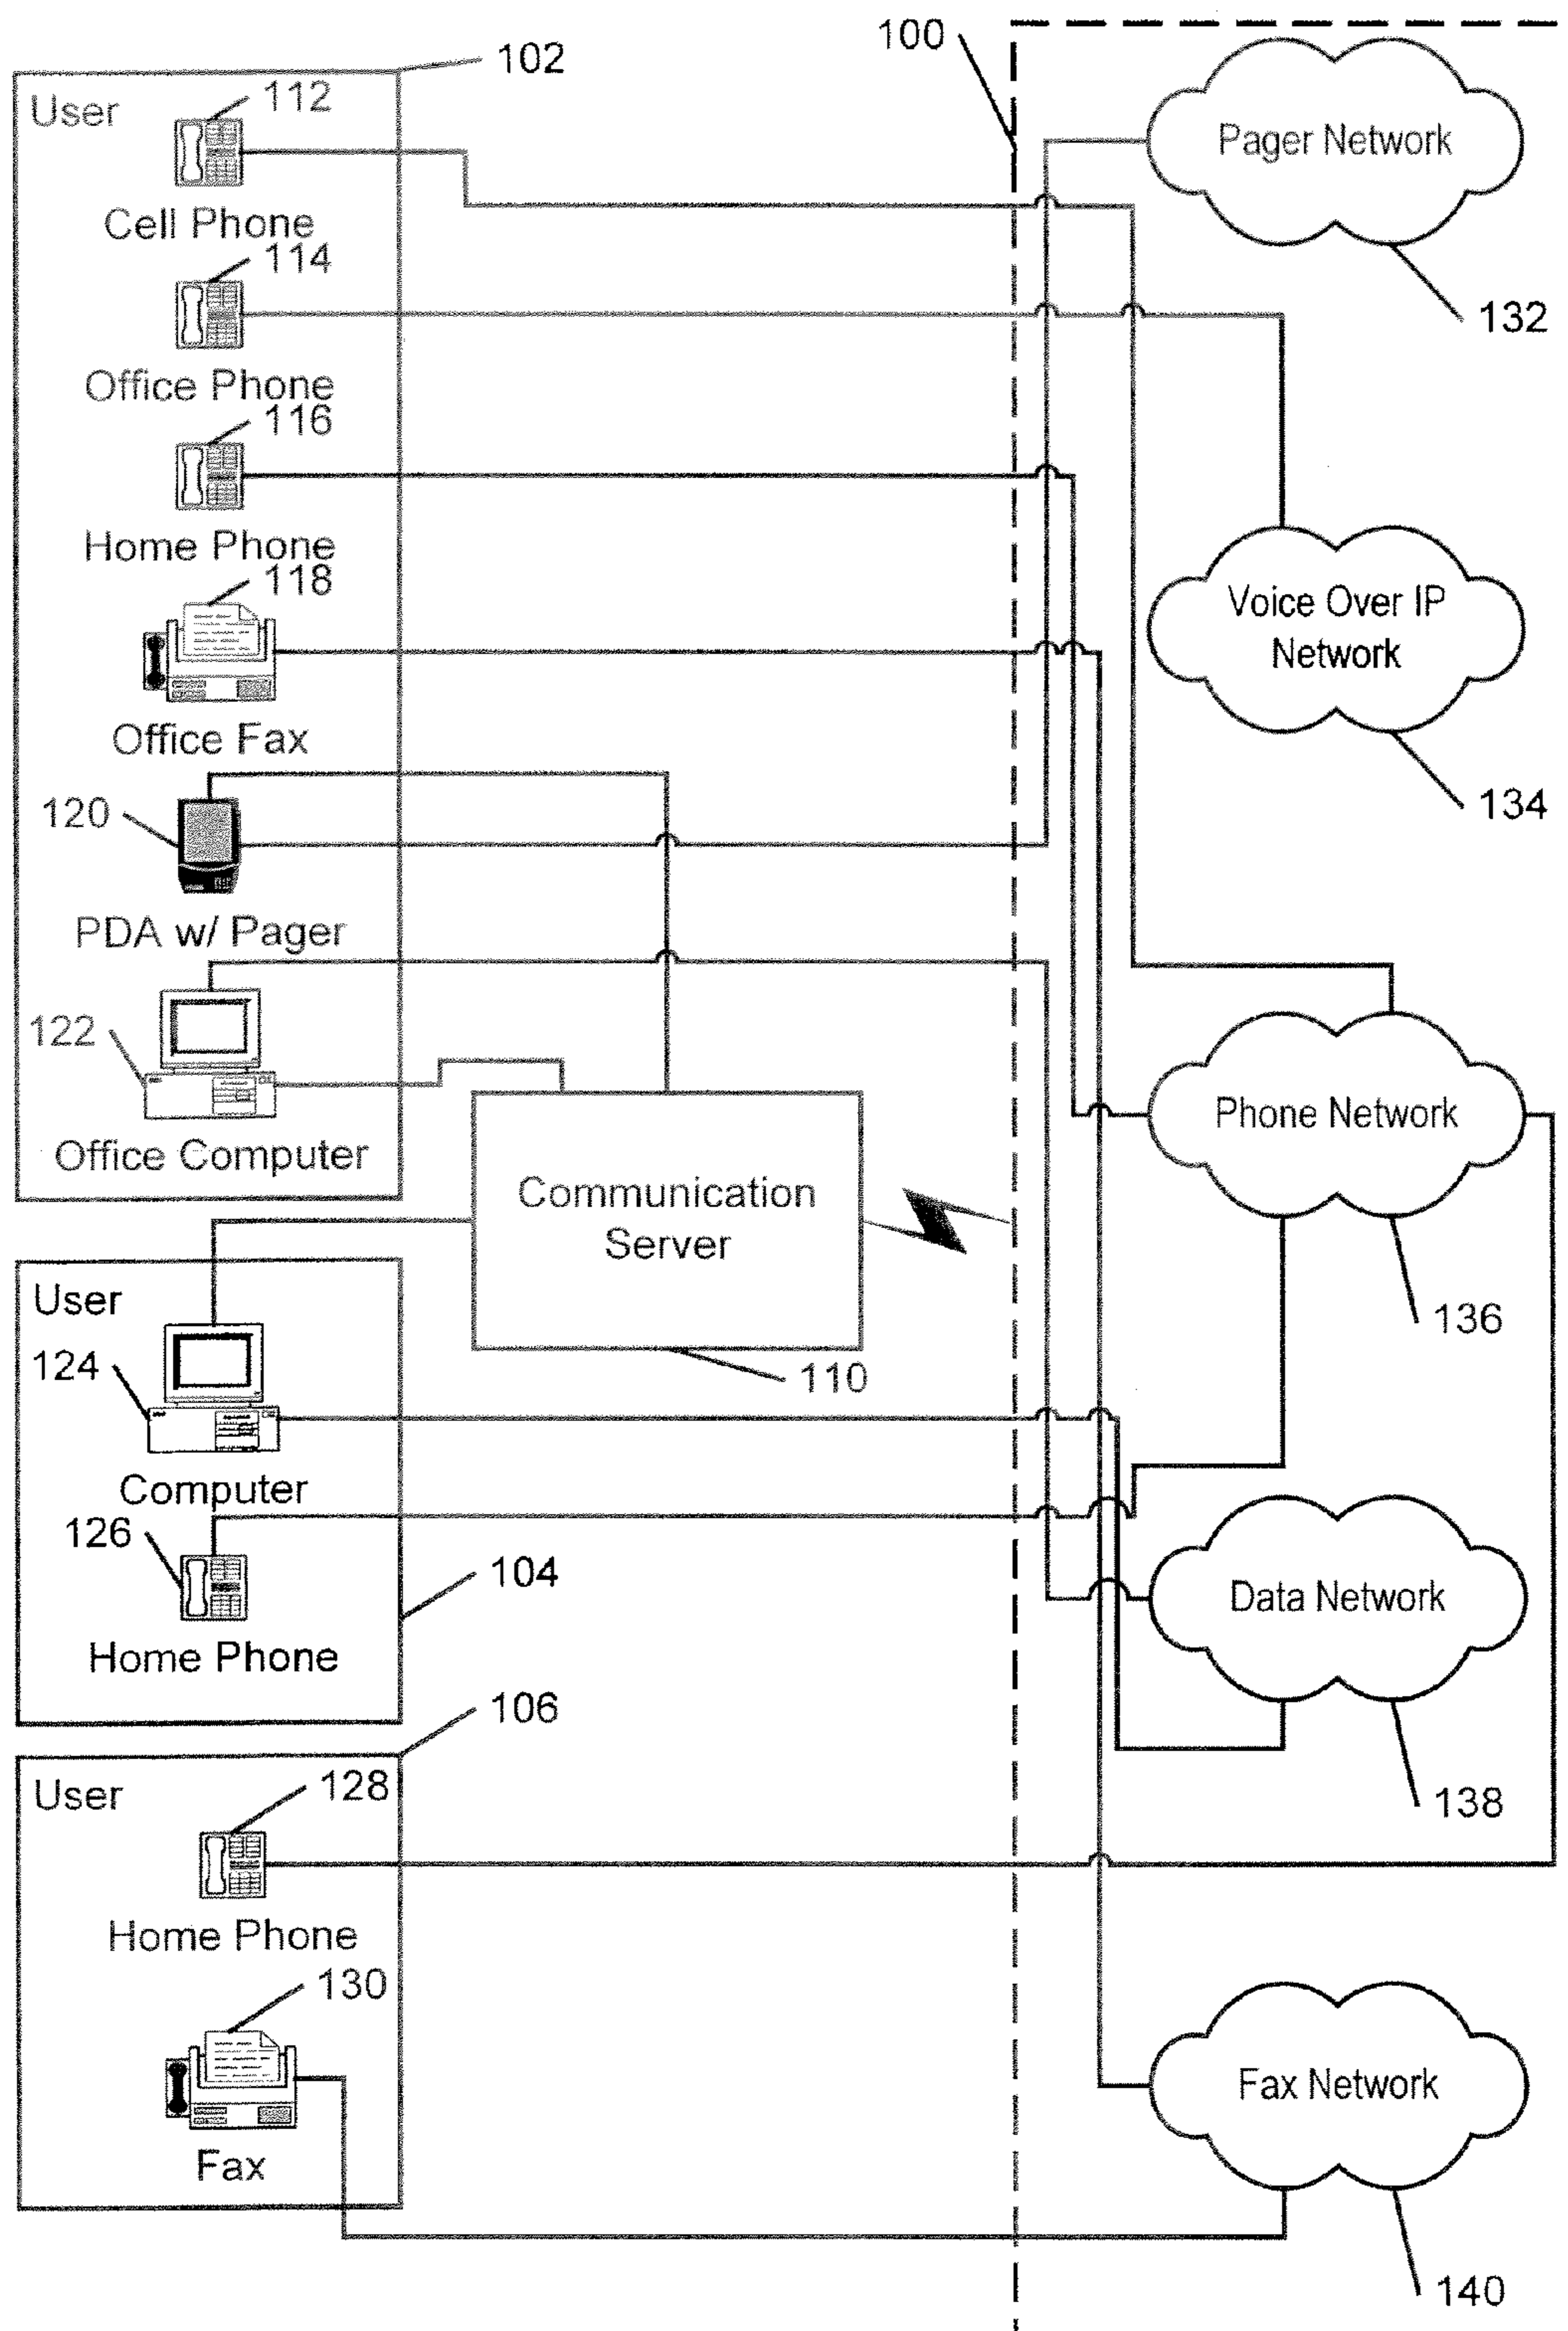 100
102
User
112
Cell Phone
114
Office Phone
116
Home Phone
118
Office Fax
120
PDA w/ Pager
122
Office Computer
Communication
Server
110
User
124
Computer
126
Home Phone
104
106
User
128
Home Phone
130
Fax
Pager Network
132
Voice Over IP
Network
134
Phone Network
136
Data Network
138
Fax Network
140